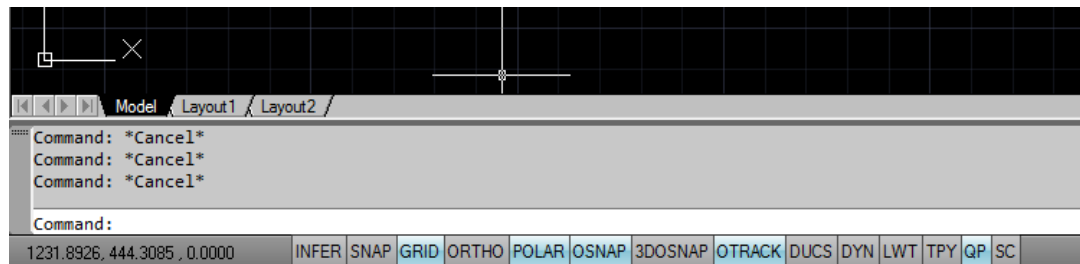 X
Model Layout1 Layout2
Command: *Cancel*
Command: *Cancel*
Command: *Cancel*
Command:
1231.8926, 444.3085 , 0.0000 INFER SNAP GRID ORTHO POLAR OSNAP 3DOSNAP OTRACK DUCS DYN LWT TPY QP SC